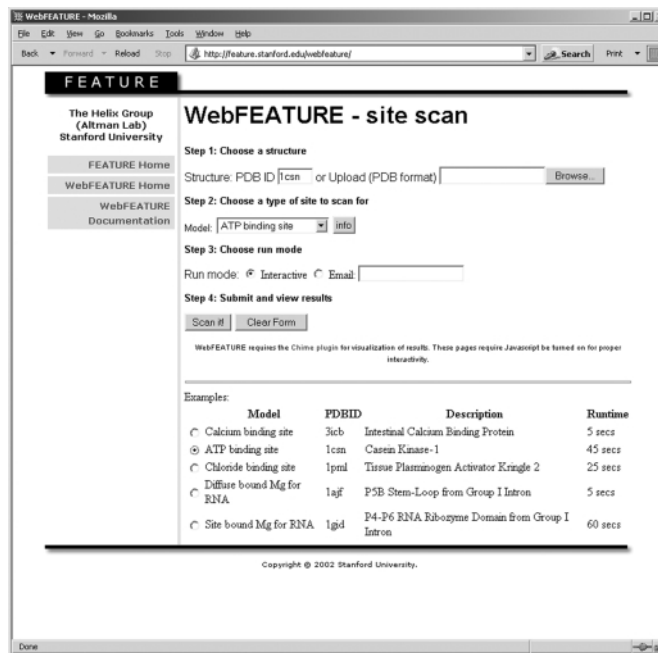 WebFEATURE - Mozilla
File Edit View Go Bookmarks Tools Window Help
Back Forward Reload Stop http://feature.stanford.edu/webfeature/ Search Print
FEATURE
The Helix Group
(Altman Lab)
Stanford University
FEATURE Home
WebFEATURE Home
WebFEATURE
Documentation
WebFEATURE - site scan
Step 1: Choose a structure
Structure: PDB ID 1csn or Upload (PDB format) Browse...
Step 2: Choose a type of site to scan for
Model: ATP binding site info
Step 3: Choose run mode
Run mode: Interactive Email:
Step 4: Submit and view results
Scan it! Clear Form
WebFEATURE requires the Chime plugin for visualization of results. These pages require Javascript be turned on for proper
interactivity.
Examples:
Model PDBID Description Runtime
Calcium binding site 3icb Intestinal Calcium Binding Protein 5 secs
ATP binding site 1csn Casein Kinase-1 45 secs
Chloride binding site 1pml Tissue Plasminogen Activator Kringle 2 25 secs
Diffuse bound Mg for
RNA 1ajf P5B Stem-Loop from Group I Intron 5 secs
Site bound Mg for RNA 1gid P4-P6 RNA Ribozyme Domain from Group I
Intron 60 secs
Copyright © 2002 Stanford University.
Done